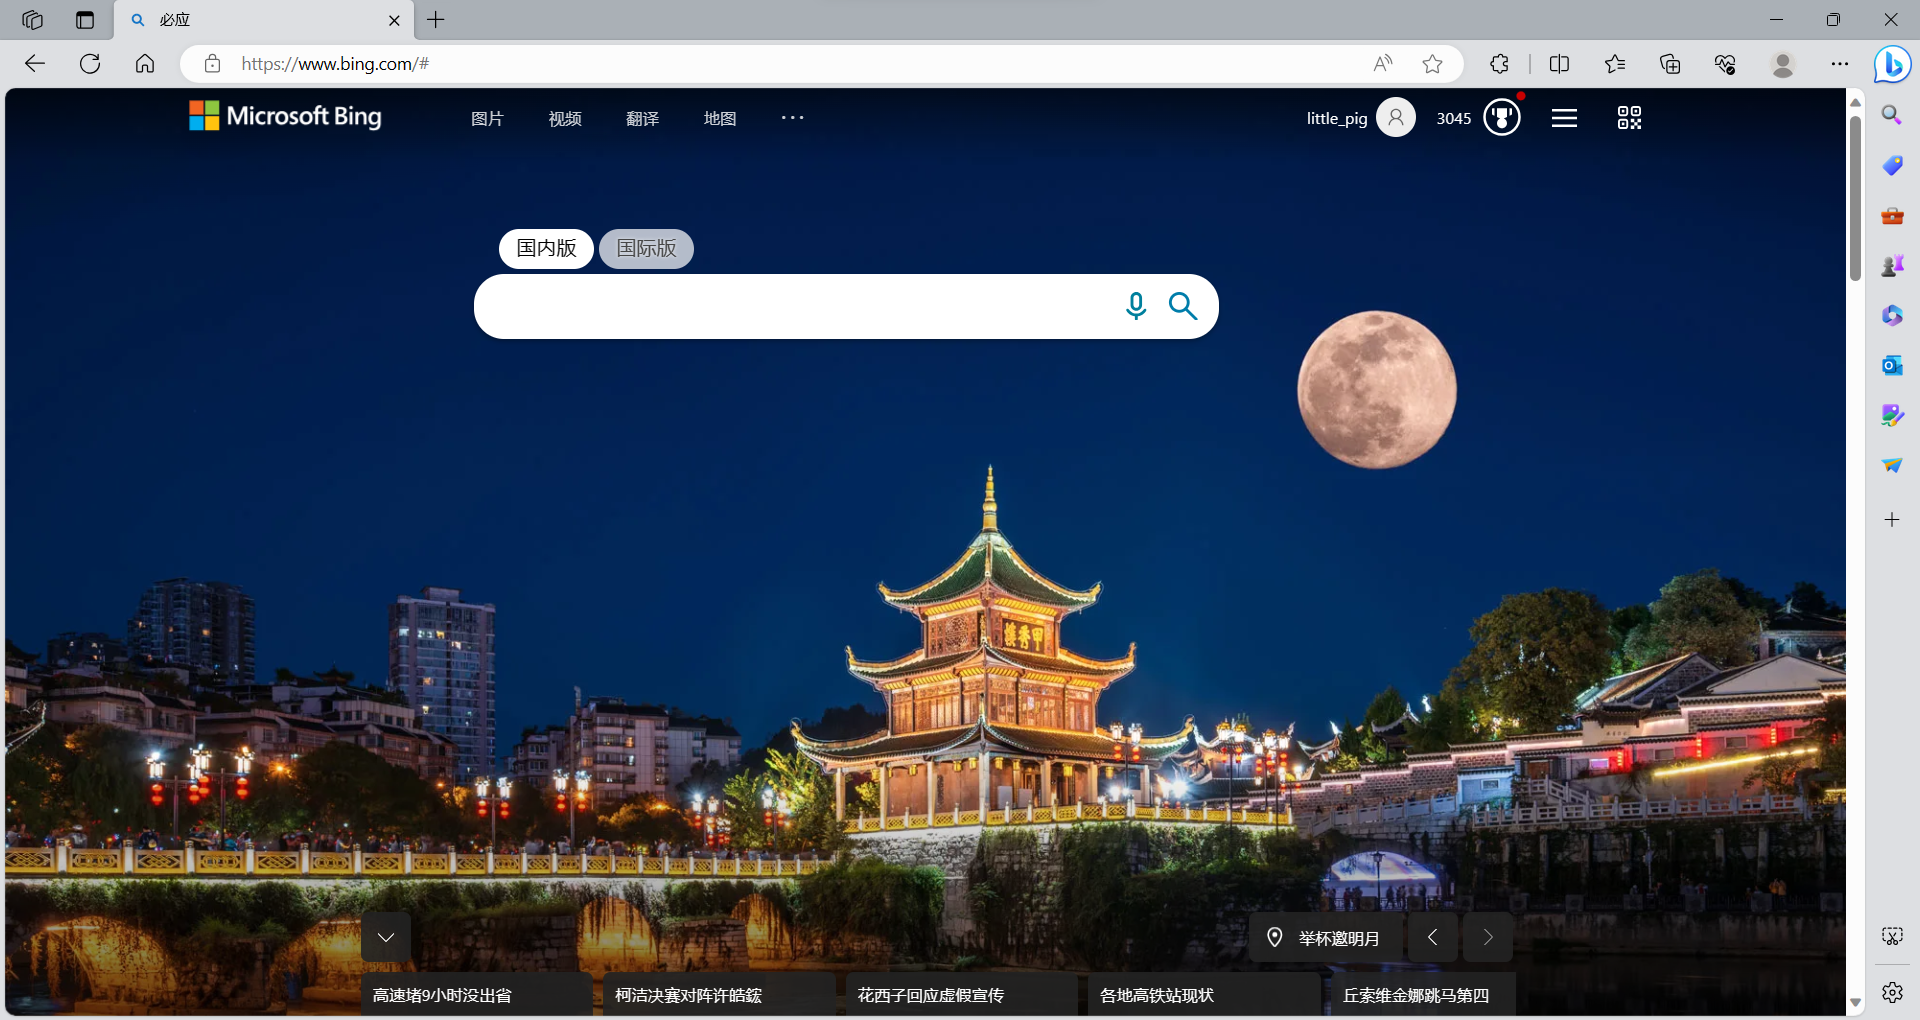 必应
https://www.bing.com/#
Microsoft Bing
图片
视频
翻译
地图
little_pig
3045
国内版
国际版
樓秀甲
举杯邀明月
高速堵9小时没出省
柯洁决赛对阵许皓鋐
花西子回应虚假宣传
各地高铁站现状
丘索维金娜跳马第四